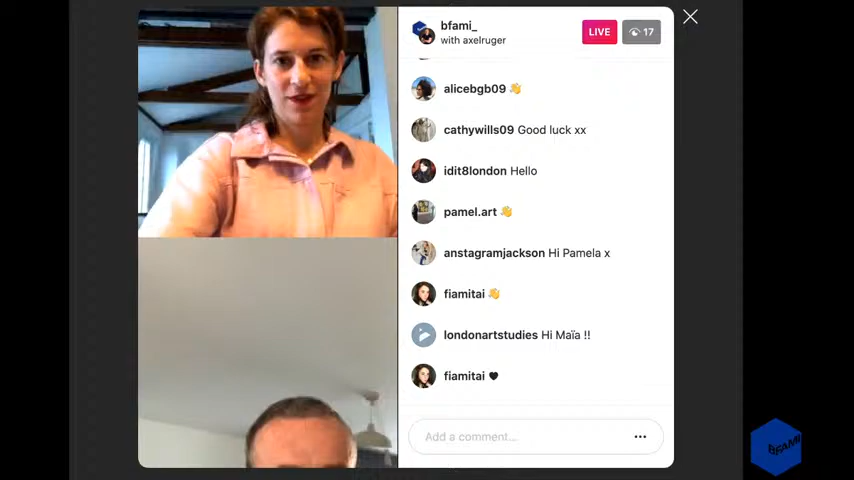 bfami_
with axelruger
LIVE
17
alicebgb09 👋
cathywills09 Good luck xx
idit8london Hello
pamel.art 👋
anstagramjackson Hi Pamela x
fiamitai 👋
londonartstudies Hi Maïa !!
fiamitai 🖤
Add a comment...
BFAMI